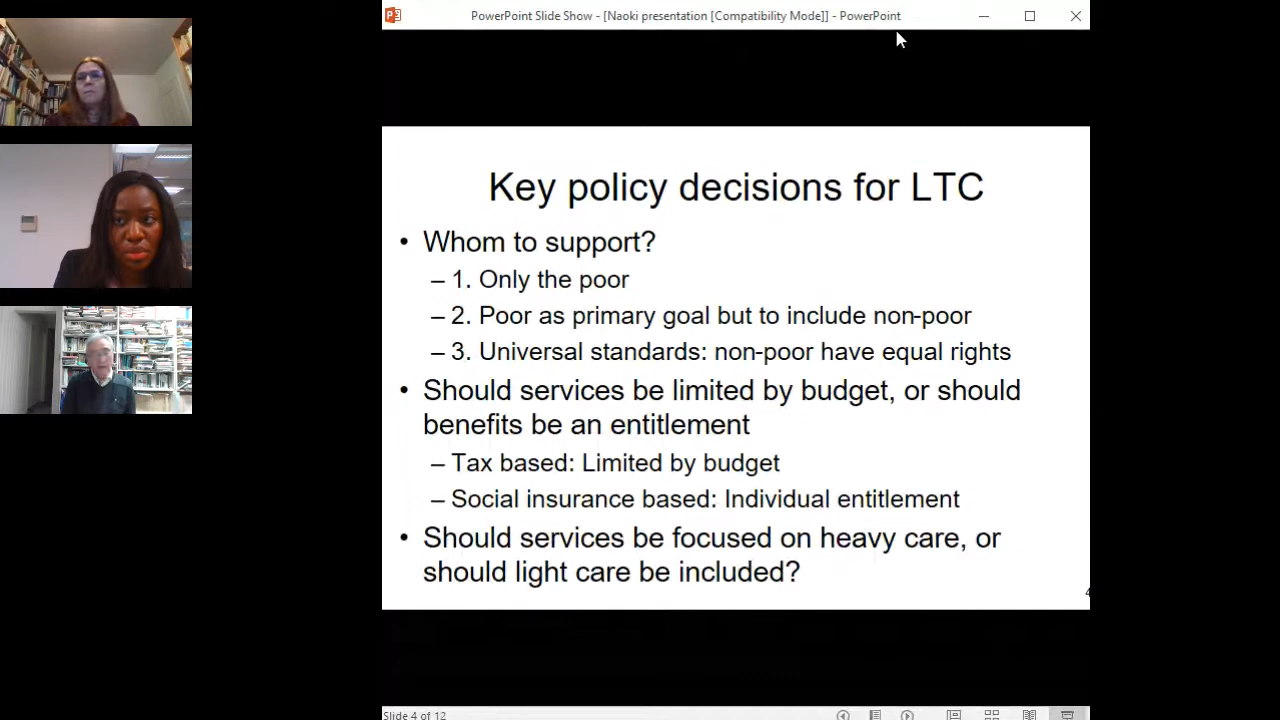 PowerPoint Slide Show - [Naoki presentation [Compatibility Mode]] - PowerPoint
Key policy decisions for LTC
• Whom to support?
– 1. Only the poor
– 2. Poor as primary goal but to include non-poor
– 3. Universal standards: non-poor have equal rights
• Should services be limited by budget, or should
benefits be an entitlement
– Tax based: Limited by budget
– Social insurance based: Individual entitlement
• Should services be focused on heavy care, or
should light care be included?
4
Slide 4 of 12